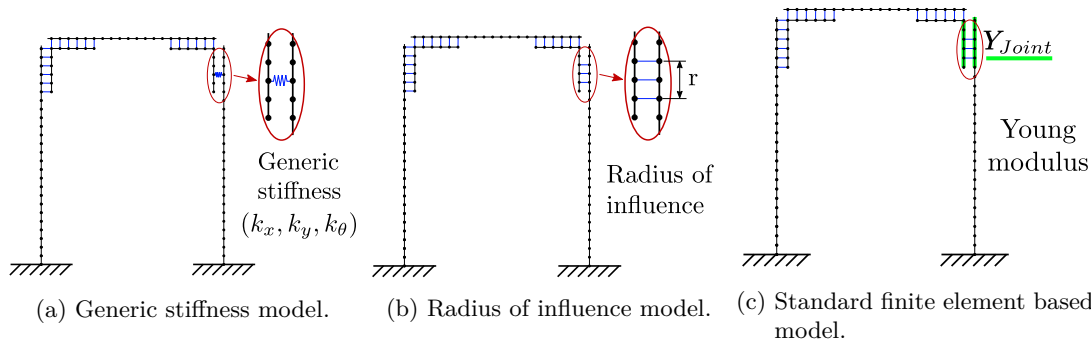 Generic
stiffness
(kₓ, k_y, k_θ)
(a) Generic stiffness model.
r
Radius of
influence
(b) Radius of influence model.
Y_Joint
Young
modulus
(c) Standard finite element based
model.